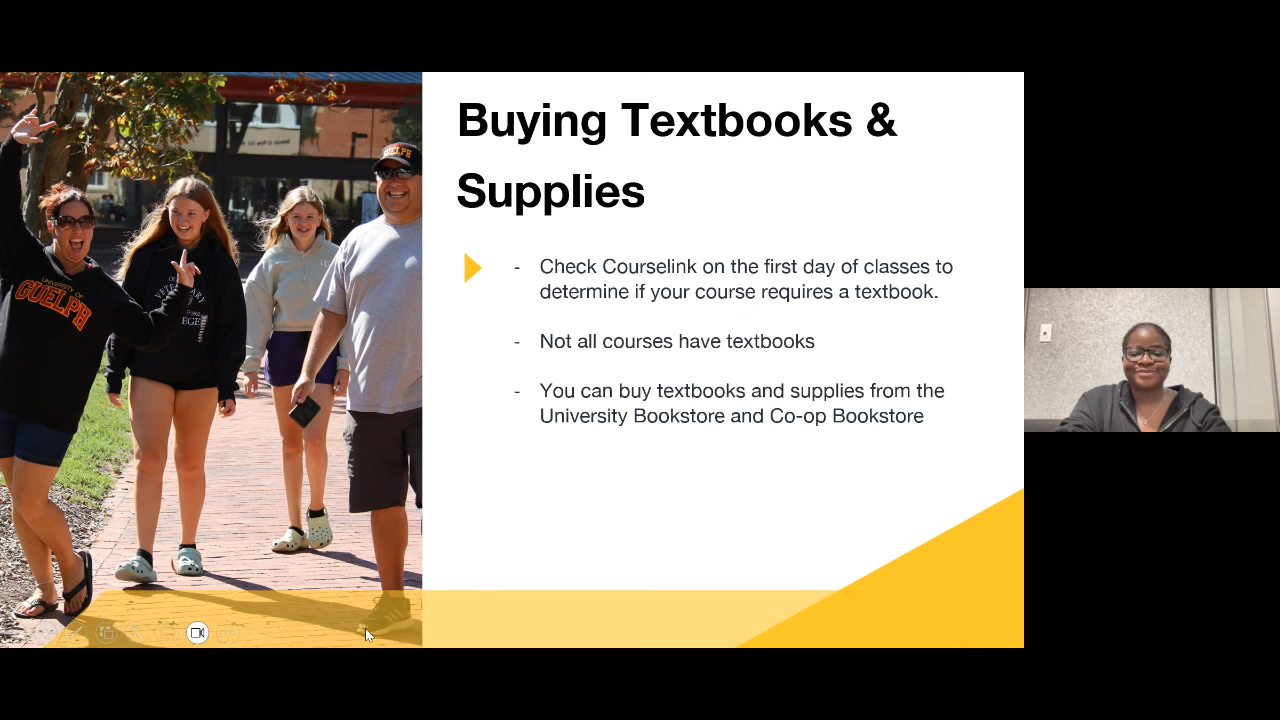 Buying Textbooks &
Supplies
- Check Courselink on the first day of classes to
determine if your course requires a textbook.
- Not all courses have textbooks
- You can buy textbooks and supplies from the
University Bookstore and Co-op Bookstore
UNIVERSITY OF
GUELPH